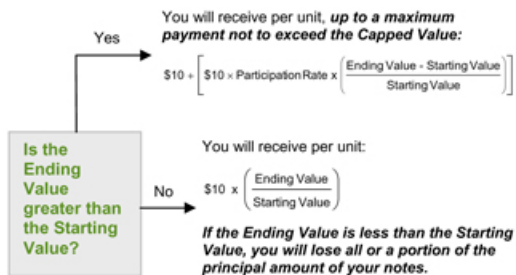 You will receive per unit, up to a maximum
payment not to exceed the Capped Value:
Yes
$10 + [ $10 × Participation Rate x ( Ending Value - Starting Value
Starting Value ) ]
Is the
Ending
Value
greater than
the Starting
Value?
No
You will receive per unit:
$10 x ( Ending Value
Starting Value )
If the Ending Value is less than the Starting
Value, you will lose all or a portion of the
principal amount of your notes.